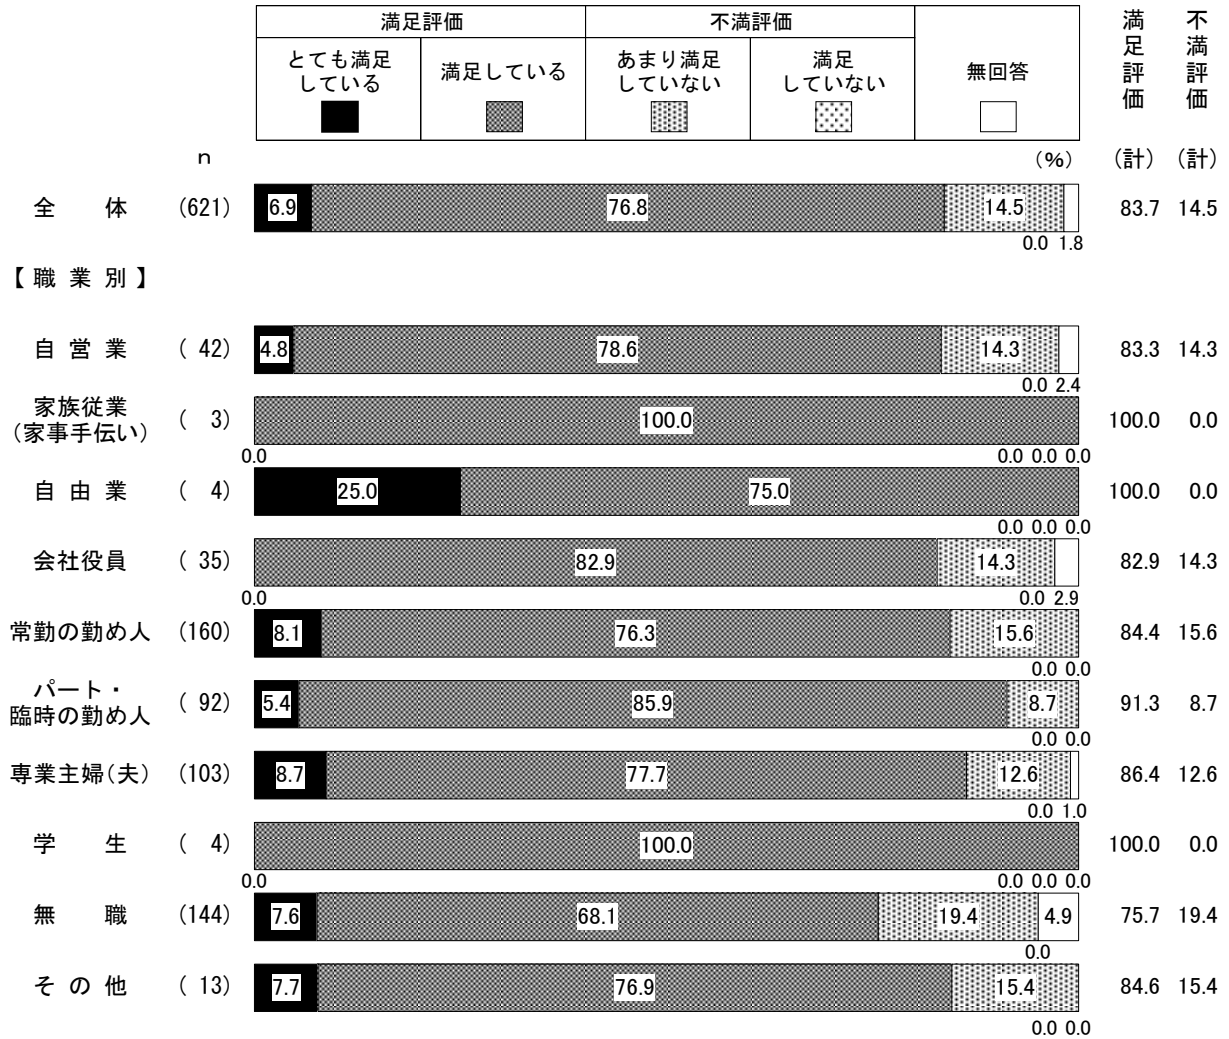 満足評価 不満評価
とても満足
している
満足している
あまり満足
していない
満足
していない
無回答
満足評価
不満評価
n (%) (計) (計)
全 体 (621) 6.9 76.8 14.5 83.7 14.5
0.0 1.8
【職業別】
自営業 ( 42) 4.8 78.6 14.3 83.3 14.3
0.0 2.4
家族従業
(家事手伝い) ( 3) 100.0 100.0 0.0
0.0 0.0 0.0 0.0
自由業 ( 4) 25.0 75.0 100.0 0.0
0.0 0.0 0.0
会社役員 ( 35) 82.9 14.3 82.9 14.3
0.0 0.0 2.9
常勤の勤め人 (160) 8.1 76.3 15.6 84.4 15.6
0.0 0.0
パート・
臨時の勤め人 ( 92) 5.4 85.9 8.7 91.3 8.7
0.0 0.0
専業主婦(夫) (103) 8.7 77.7 12.6 86.4 12.6
0.0 1.0
学 生 ( 4) 100.0 100.0 0.0
0.0 0.0 0.0 0.0
無 職 (144) 7.6 68.1 19.4 4.9 75.7 19.4
0.0
その他 ( 13) 7.7 76.9 15.4 84.6 15.4
0.0 0.0